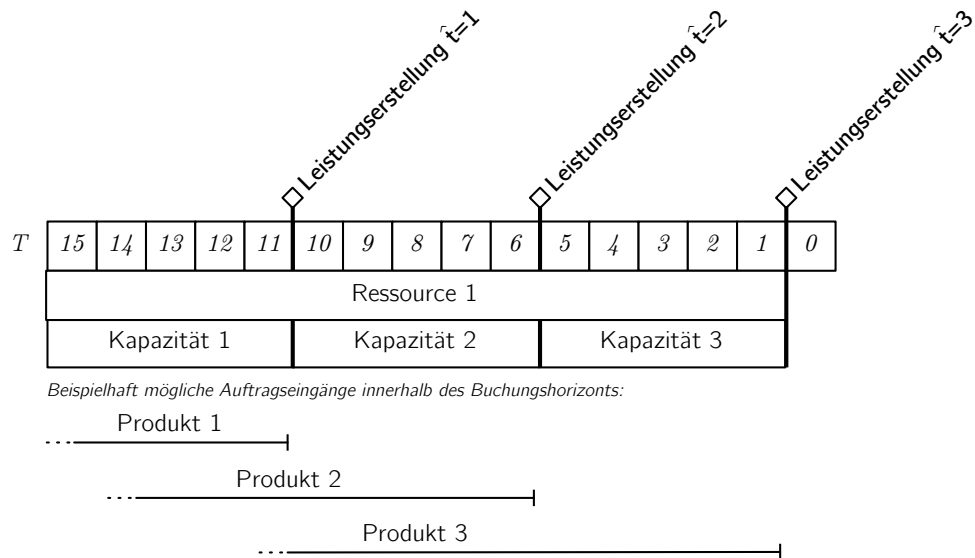 Leistungserstellung t̂=1
Leistungserstellung t̂=2
Leistungserstellung t̂=3
T 15 14 13 12 11 10 9 8 7 6 5 4 3 2 1 0
Ressource 1
Kapazität 1 Kapazität 2 Kapazität 3
Beispielhaft mögliche Auftragseingänge innerhalb des Buchungshorizonts:
Produkt 1
Produkt 2
Produkt 3